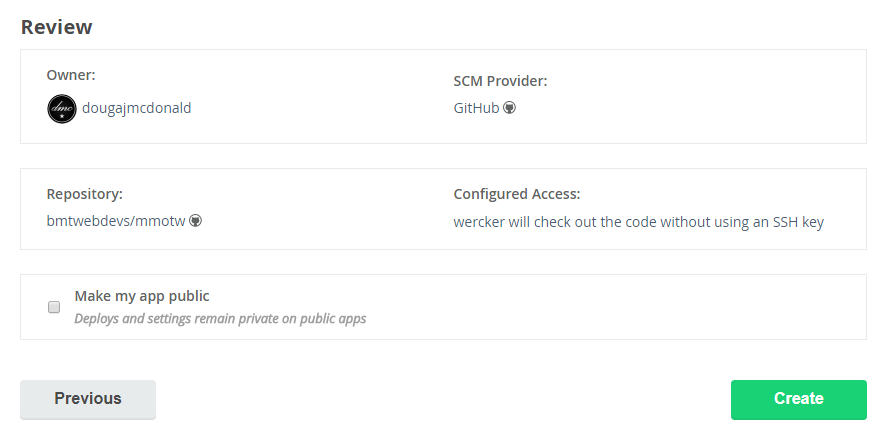 Review
Owner:
dmc dougajmcdonald
SCM Provider:
GitHub
Repository:
bmtwebdevs/mmotw
Configured Access:
wercker will check out the code without using an SSH key
Make my app public
Deploys and settings remain private on public apps
Previous
Create